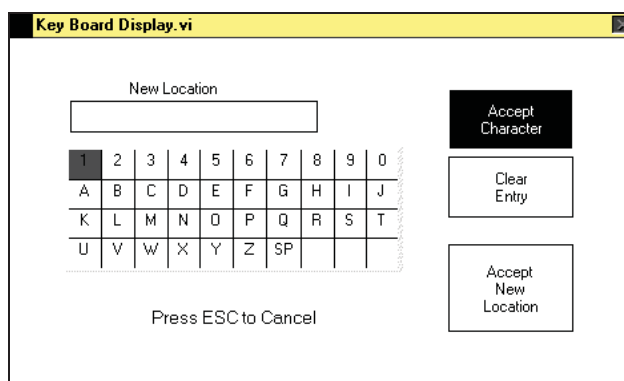 Key Board Display.vi
New Location
1 2 3 4 5 6 7 8 9 0
A B C D E F G H I J
K L M N O P Q R S T
U V W X Y Z SP
Press ESC to Cancel
Accept
Character
Clear
Entry
Accept
New
Location